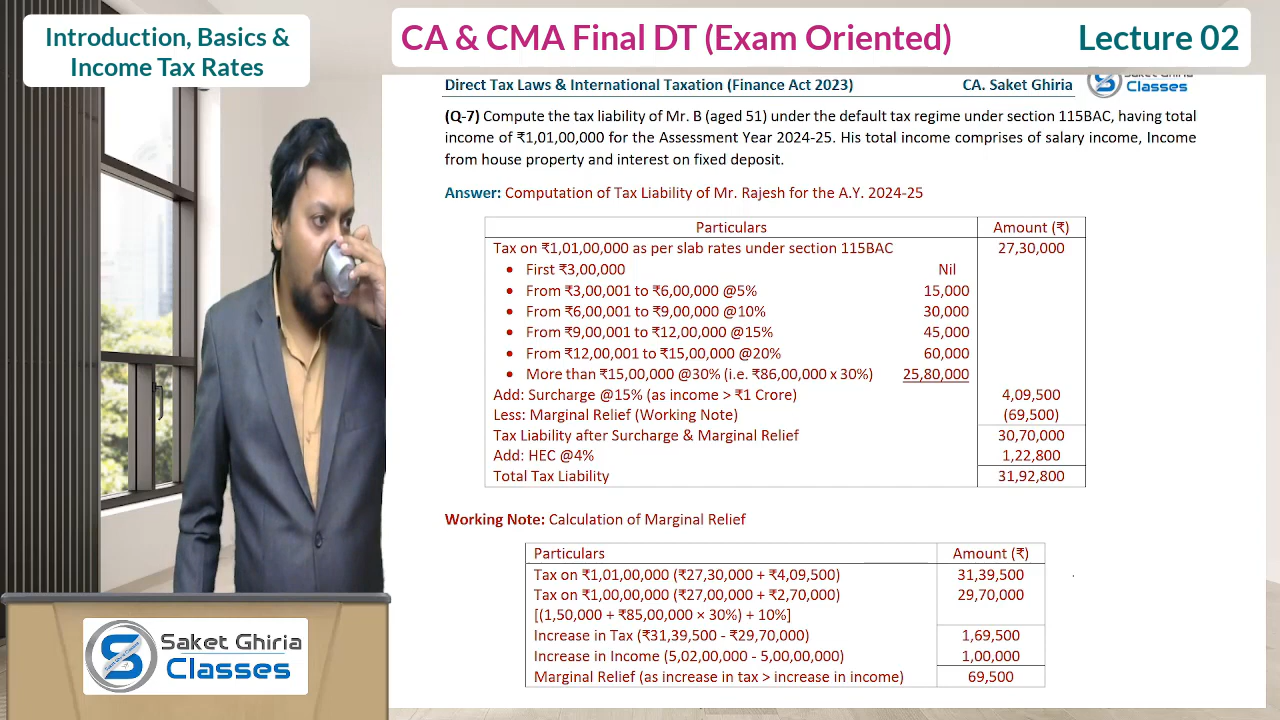 Introduction, Basics &
Income Tax Rates
CA & CMA Final DT (Exam Oriented)
Lecture 02
Direct Tax Laws & International Taxation (Finance Act 2023)
CA. Saket Ghiria
Saket Ghiria
Classes
(Q-7) Compute the tax liability of Mr. B (aged 51) under the default tax regime under section 115BAC, having total
income of ₹1,01,00,000 for the Assessment Year 2024-25. His total income comprises of salary income, Income
from house property and interest on fixed deposit.
Answer: Computation of Tax Liability of Mr. Rajesh for the A.Y. 2024-25
Particulars Amount (₹)
Tax on ₹1,01,00,000 as per slab rates under section 115BAC 27,30,000
• First ₹3,00,000 Nil
• From ₹3,00,001 to ₹6,00,000 @5% 15,000
• From ₹6,00,001 to ₹9,00,000 @10% 30,000
• From ₹9,00,001 to ₹12,00,000 @15% 45,000
• From ₹12,00,001 to ₹15,00,000 @20% 60,000
• More than ₹15,00,000 @30% (i.e. ₹86,00,000 x 30%) 25,80,000
Add: Surcharge @15% (as income > ₹1 Crore) 4,09,500
Less: Marginal Relief (Working Note) (69,500)
Tax Liability after Surcharge & Marginal Relief 30,70,000
Add: HEC @4% 1,22,800
Total Tax Liability 31,92,800
Working Note: Calculation of Marginal Relief
Particulars Amount (₹)
Tax on ₹1,01,00,000 (₹27,30,000 + ₹4,09,500) 31,39,500
Tax on ₹1,00,00,000 (₹27,00,000 + ₹2,70,000) 29,70,000
[(1,50,000 + ₹85,00,000 × 30%) + 10%]
Increase in Tax (₹31,39,500 - ₹29,70,000) 1,69,500
Increase in Income (5,02,00,000 - 5,00,00,000) 1,00,000
Marginal Relief (as increase in tax > increase in income) 69,500
Saket Ghiria
Classes